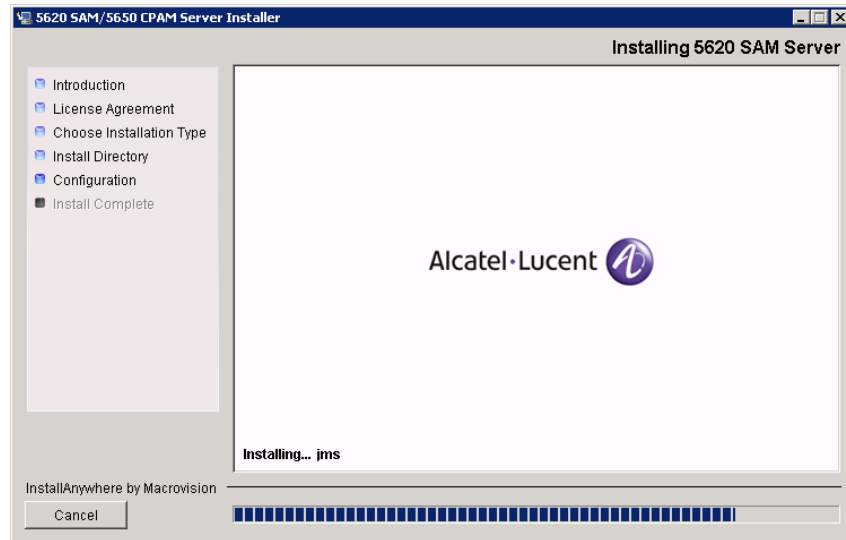 5620 SAM/5650 CPAM Server Installer
Installing 5620 SAM Server
Introduction
License Agreement
Choose Installation Type
Install Directory
Configuration
Install Complete
Alcatel·Lucent
Installing... jms
InstallAnywhere by Macrovision
Cancel